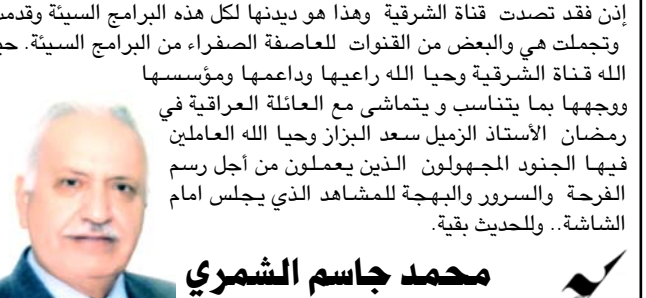 إذن فقد تصدت قناة الشرقية وهذا هو ديدنها لكل هذه البرامج السيئة
وتجملت هي والبعض من القنوات للعاصفة الصفراء من البرامج السيئة.
الله قناة الشرقية وحيا الله راعيها وداعمها ومؤسسها
ووجهها بما يتناسب و يتماشى مع العائلة العراقية في
رمضان الأستاذ الزميل سعد البزاز وحيا الله العاملين
فيها الجنود المجهولون الذين يعملون من أجل رسم
الفرحة والسرور والبهجة للمشاهد الذي يجلس امام
الشاشة.. وللحديث بقية.
محمد جاسم الشمري